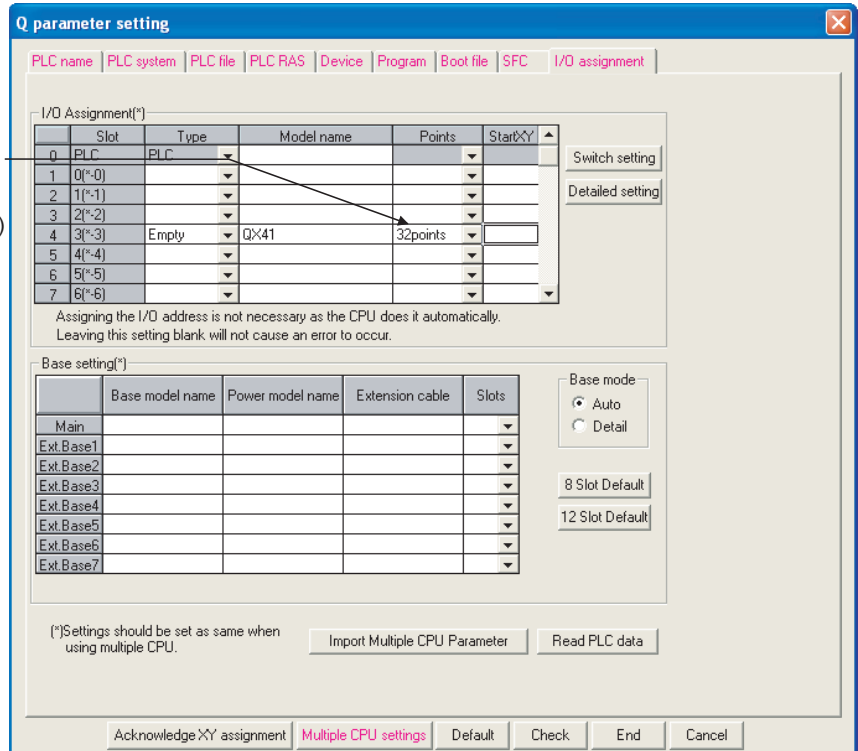 Q parameter setting
PLC name PLC system PLC file PLC RAS Device Program Boot file SFC I/O assignment
I/O Assignment(*)
Slot Type Model name Points StartXY
0 PLC PLC
1 0(*-0)
2 1(*-1)
3 2(*-2)
4 3(*-3) Empty QX41 32points
5 4(*-4)
6 5(*-5)
7 6(*-6)
Switch setting
Detailed setting
)
Assigning the I/O address is not necessary as the CPU does it automatically.
Leaving this setting blank will not cause an error to occur.
Base setting(*)
Base model name Power model name Extension cable Slots
Main
Ext.Base1
Ext.Base2
Ext.Base3
Ext.Base4
Ext.Base5
Ext.Base6
Ext.Base7
Base mode
Auto
Detail
8 Slot Default
12 Slot Default
(*)Settings should be set as same when
using multiple CPU.
Import Multiple CPU Parameter Read PLC data
Acknowledge XY assignment Multiple CPU settings Default Check End Cancel